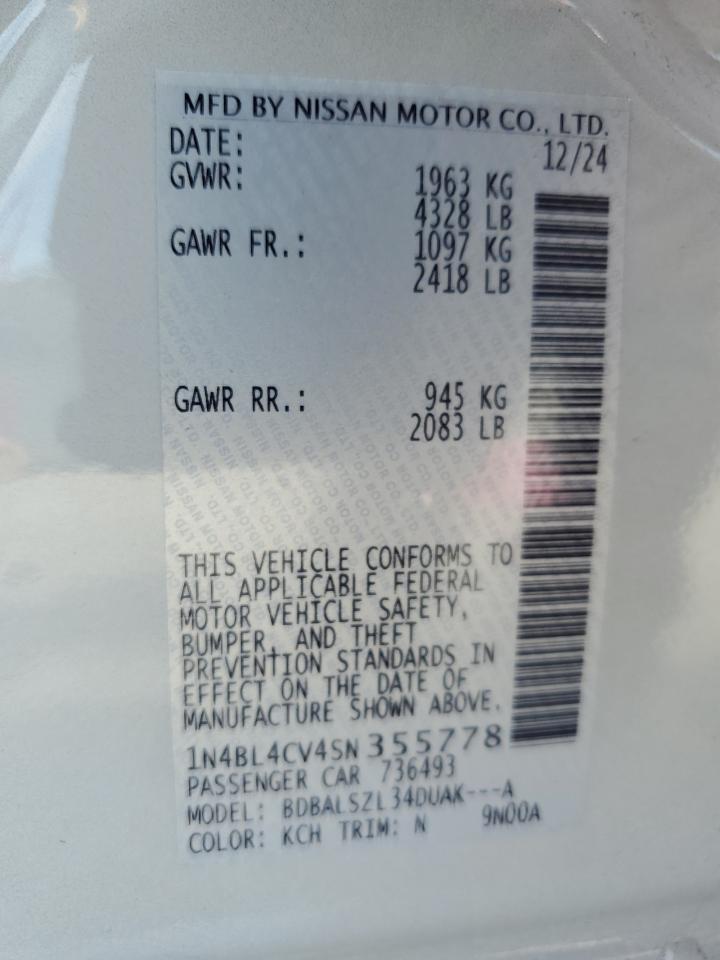 MFD BY NISSAN MOTOR CO., LTD.
DATE: 12/24
GVWR: 1963 KG
4328 LB
GAWR FR.: 1097 KG
2418 LB
GAWR RR.: 945 KG
2083 LB
THIS VEHICLE CONFORMS TO
ALL APPLICABLE FEDERAL
MOTOR VEHICLE SAFETY,
BUMPER, AND THEFT
PREVENTION STANDARDS IN
EFFECT ON THE DATE OF
MANUFACTURE SHOWN ABOVE.
1N4BL4CV4SN355778
PASSENGER CAR 736493
MODEL: BDBALSZL34DUAK---A
COLOR: KCH TRIM: N 9N00A